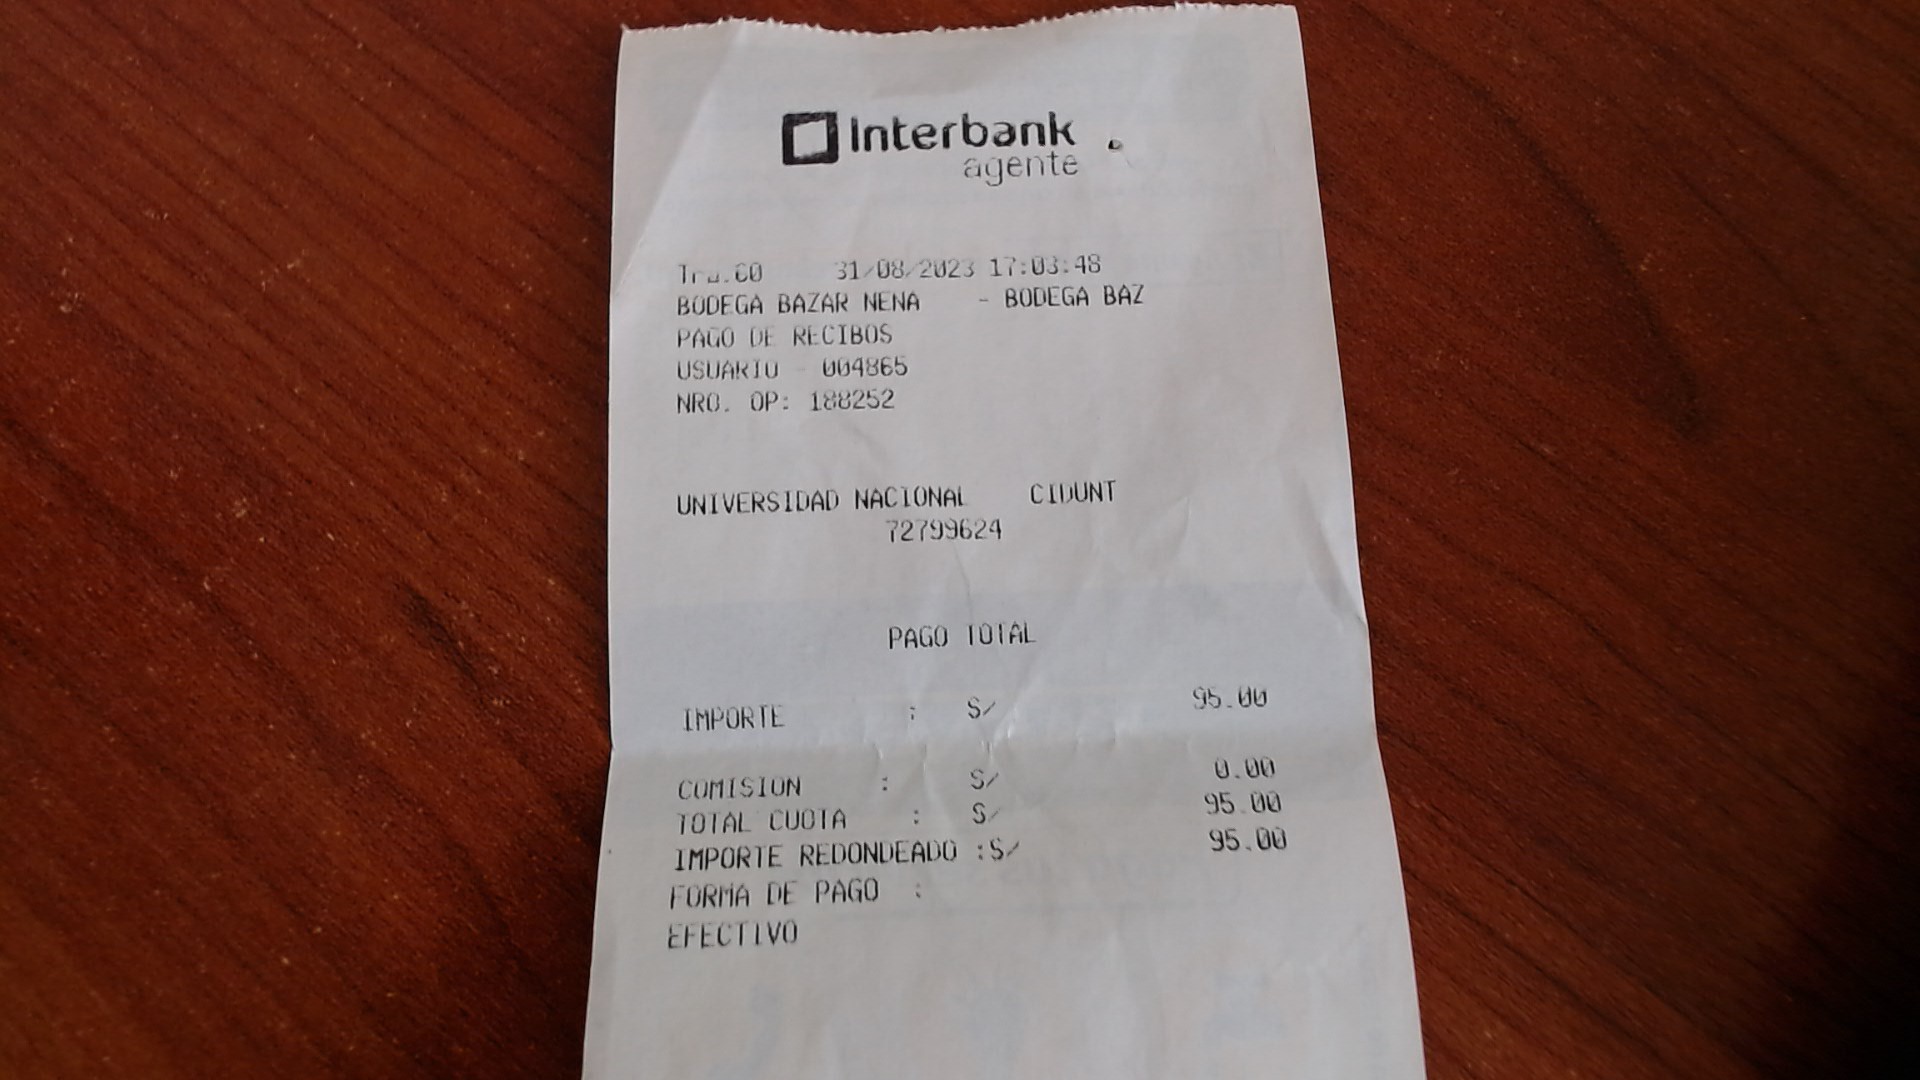 Interbank
agente
31/08/2023 17:03:48
BODEGA BAZAR NENA - BODEGA BAZ
PAGO DE RECIBOS
USUARIO - 004865
NRO. OP: 188252
UNIVERSIDAD NACIONAL CIDUNT
72799624
PAGO TOTAL
IMPORTE : S/ 95.00
COMISION : S/ 0.00
TOTAL CUOTA : S/ 95.00
IMPORTE REDONDEADO :S/ 95.00
FORMA DE PAGO :
EFECTIVO